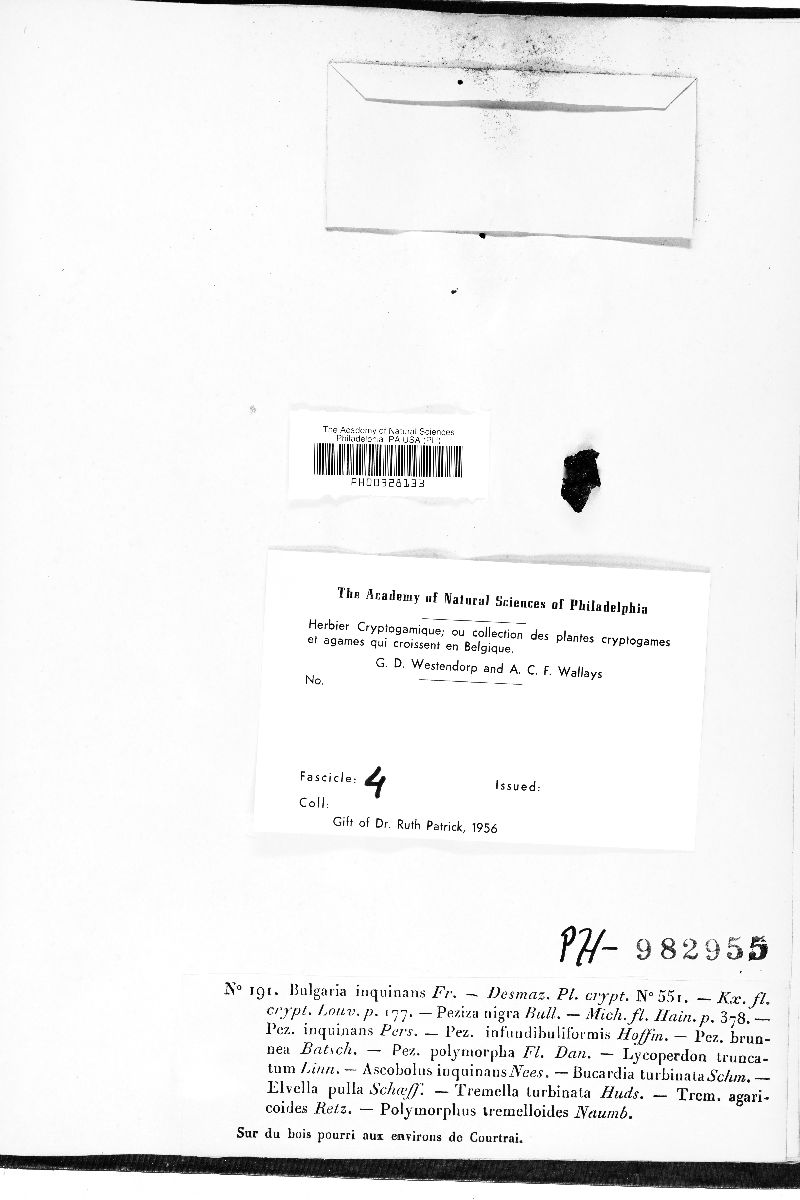 The Academy of Natural Sciences
Philadelphia, PA USA (PH)
PH00328133
The Academy of Natural Sciences of Philadelphia
Herbier Cryptogamique; ou collection des plantes cryptogames
et agames qui croissent en Belgique.
G. D. Westendorp and A. C. F. Wallays
No.
Fascicle: 4
Issued:
Coll:
Gift of Dr. Ruth Patrick, 1956
PH- 982955
N° 191. Bulgaria inquinans Fr. — Desmaz. Pl. crypt. N° 551. — Kx. fl.
crypt. Louv. p. 177. — Peziza nigra Bull. — Mich. fl. Hain. p. 378. —
Pez. inquinans Pers. — Pez. infundibuliformis Hoffm. — Pez. brun-
nea Batsch. — Pez. polymorpha Fl. Dan. — Lycoperdon trunca-
tum Linn. — Ascobolus inquinans Nees. — Bucardia turbinata Schm. —
Elvella pulla Schœff. — Tremella turbinata Huds. — Trem. agari-
coides Retz. — Polymorphus tremelloides Naumb.
Sur du bois pourri aux environs de Courtrai.